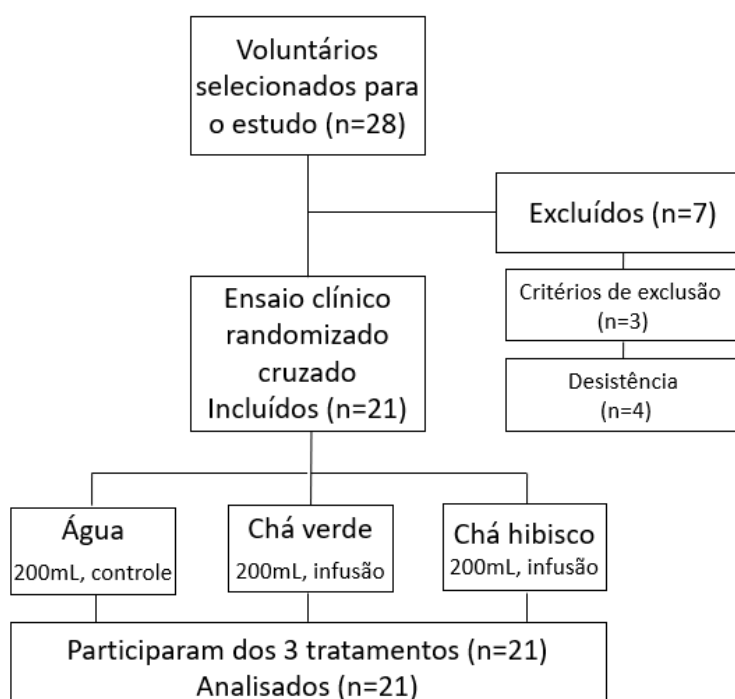 Voluntários
selecionados para
o estudo (n=28)
Excluídos (n=7)
Critérios de exclusão
(n=3)
Desistência
(n=4)
Ensaio clínico
randomizado
cruzado
Incluídos (n=21)
Água
200mL, controle
Chá verde
200mL, infusão
Chá hibisco
200mL, infusão
Participaram dos 3 tratamentos (n=21)
Analisados (n=21)